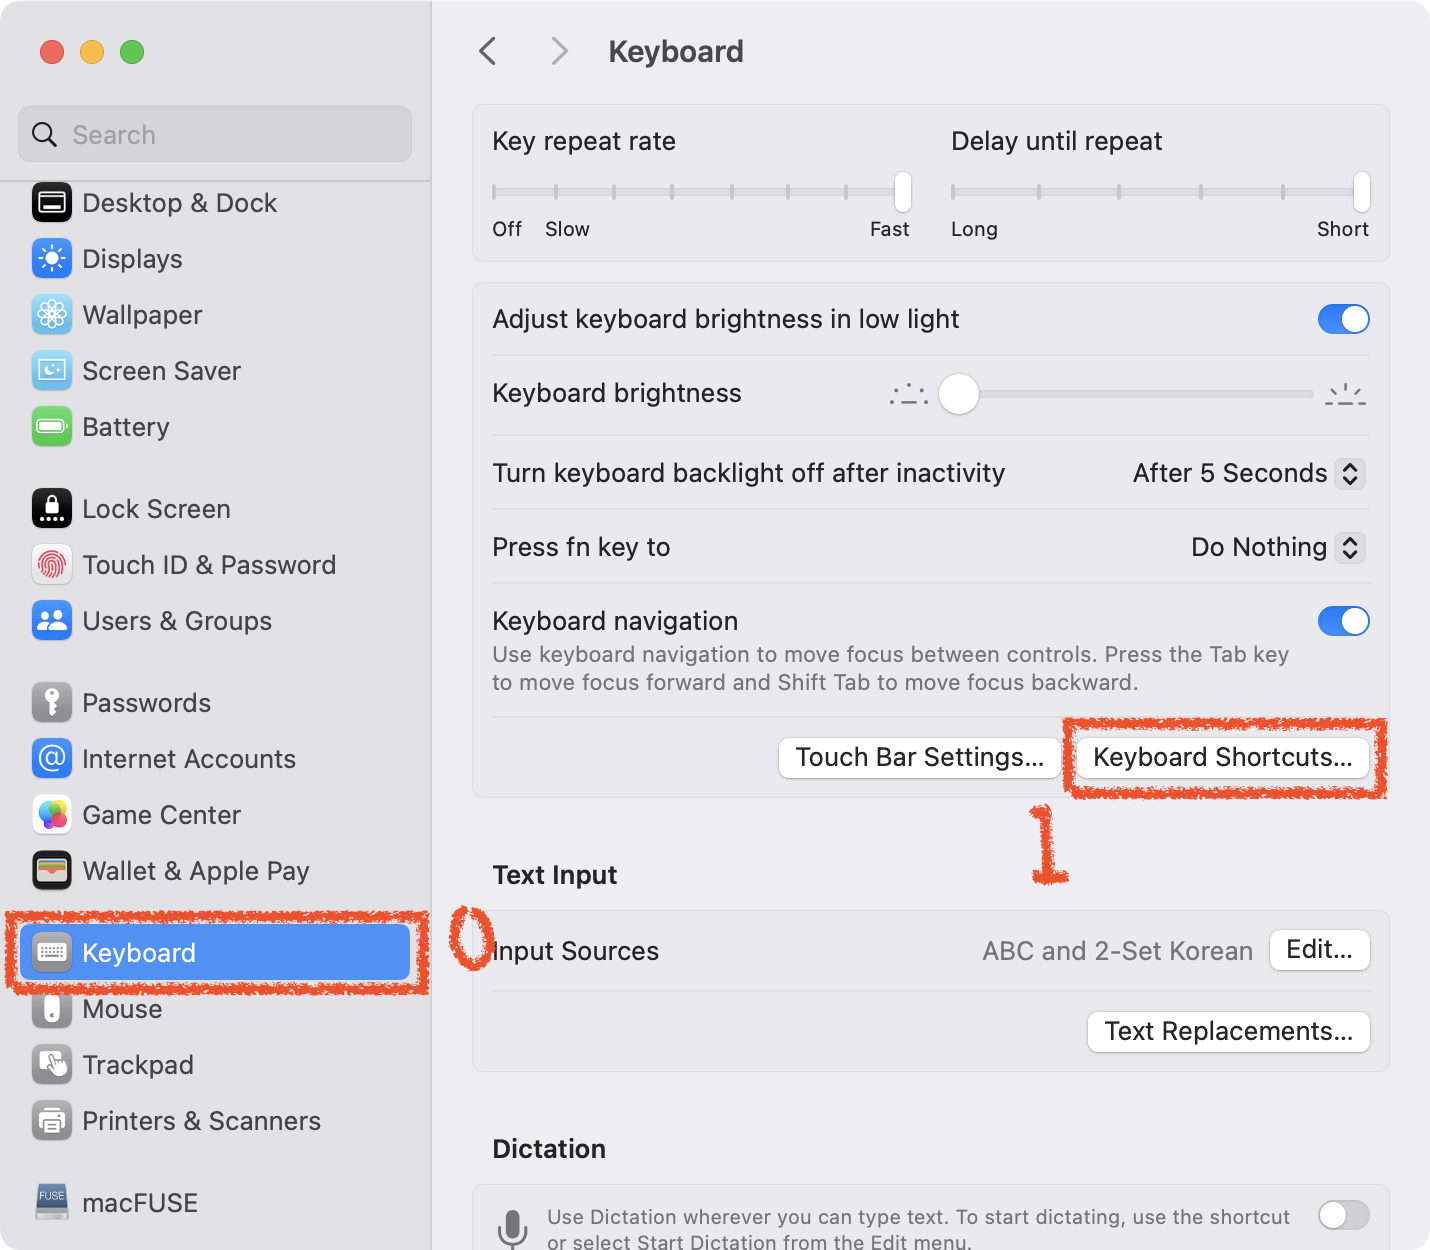 Search
Desktop & Dock
Displays
Wallpaper
Screen Saver
Battery
Lock Screen
Touch ID & Password
Users & Groups
Passwords
Internet Accounts
Game Center
Wallet & Apple Pay
Keyboard
Mouse
Trackpad
Printers & Scanners
FUSE
macFUSE
0
Keyboard
Key repeat rate
Off Slow Fast
Delay until repeat
Long Short
Adjust keyboard brightness in low light
Keyboard brightness
Turn keyboard backlight off after inactivity After 5 Seconds
Press fn key to Do Nothing
Keyboard navigation
Use keyboard navigation to move focus between controls. Press the Tab key
to move focus forward and Shift Tab to move focus backward.
Touch Bar Settings... Keyboard Shortcuts...
1
Text Input
Input Sources ABC and 2-Set Korean Edit...
Text Replacements...
Dictation
Use Dictation wherever you can type text. To start dictating, use the shortcut
or select Start Dictation from the Edit menu.